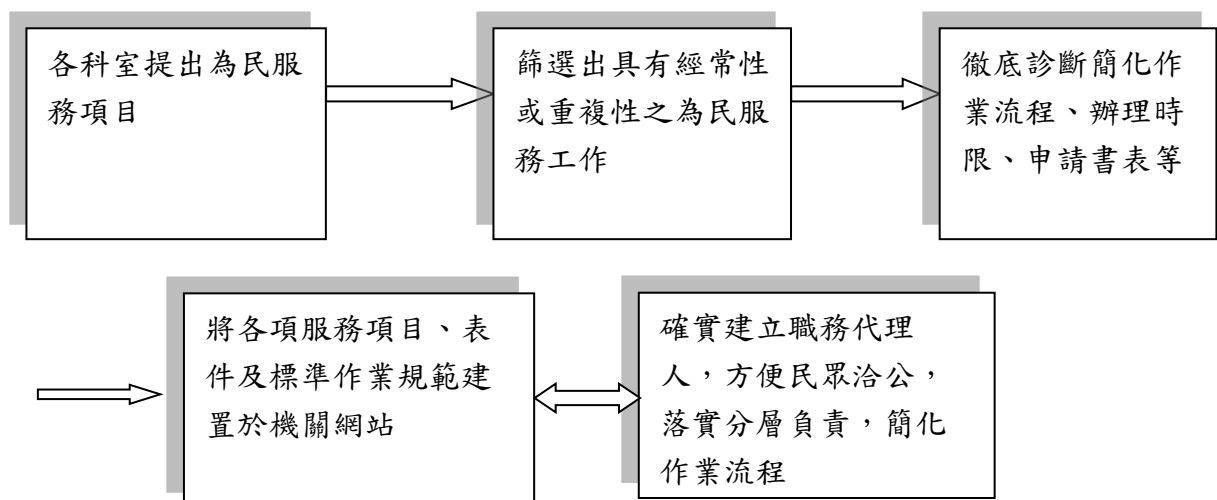 各科室提出為民服
務項目
篩選出具有經常性
或重複性之為民服
務工作
徹底診斷簡化作
業流程、辦理時
限、申請書表等
將各項服務項目、表
件及標準作業規範建
置於機關網站
確實建立職務代理
人，方便民眾洽公，
落實分層負責，簡化
作業流程